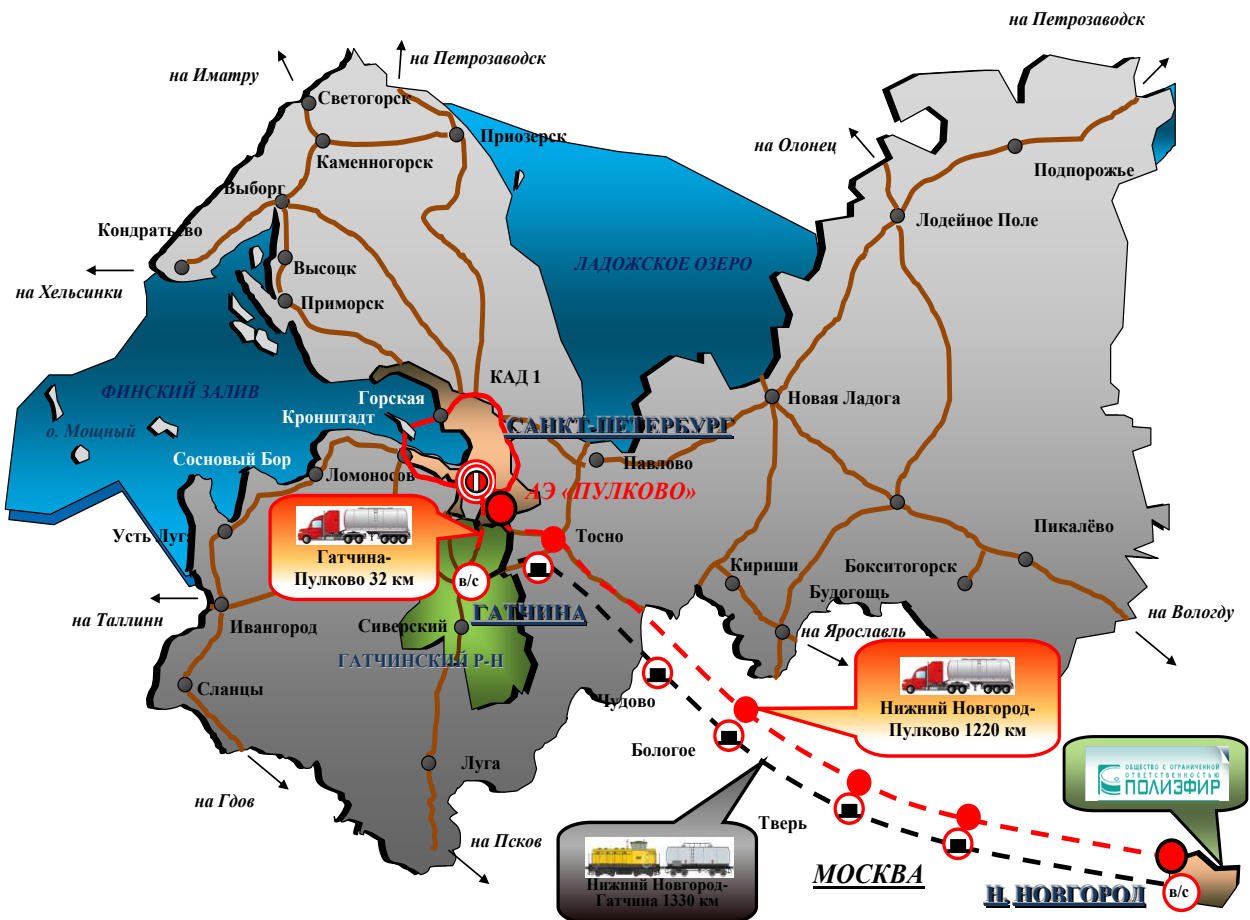 на Петрозаводск
на Петрозаводск
на Иматру
Светогорск
Приозерск
Каменногорск
на Олонец
Подпорожье
Выборг
Лодейное Поле
Кондратьево
Высоцк
ЛАДОЖСКОЕ ОЗЕРО
на Хельсинки
Приморск
КАД 1
ФИНСКИЙ ЗАЛИВ
Горская
Новая Ладога
Кронштадт
САНКТ-ПЕТЕРБУРГ
о. Мощный
Сосновый Бор
Ломоносов
Павлово
АЭ «ПУЛКОВО»
Усть Луга
Гатчина-
Пулково 32 км
Тосно
Пикалёво
Кириши
Бокситогорск
в/с
Будогощь
на Таллинн
Ивангород
Сиверский
ГАТЧИНА
на Ярославль
на Вологду
ГАТЧИНСКИЙ Р-Н
Сланцы
Чудово
Нижний Новгород-
Пулково 1220 км
Бологое
Луга
ОБЩЕСТВО С ОГРАНИЧЕННОЙ
ОТВЕТСТВЕННОСТЬЮ
ПОЛИЭФИР
на Гдов
Тверь
на Псков
МОСКВА
Нижний Новгород-
Гатчина 1330 км
Н. НОВГОРОД
в/с